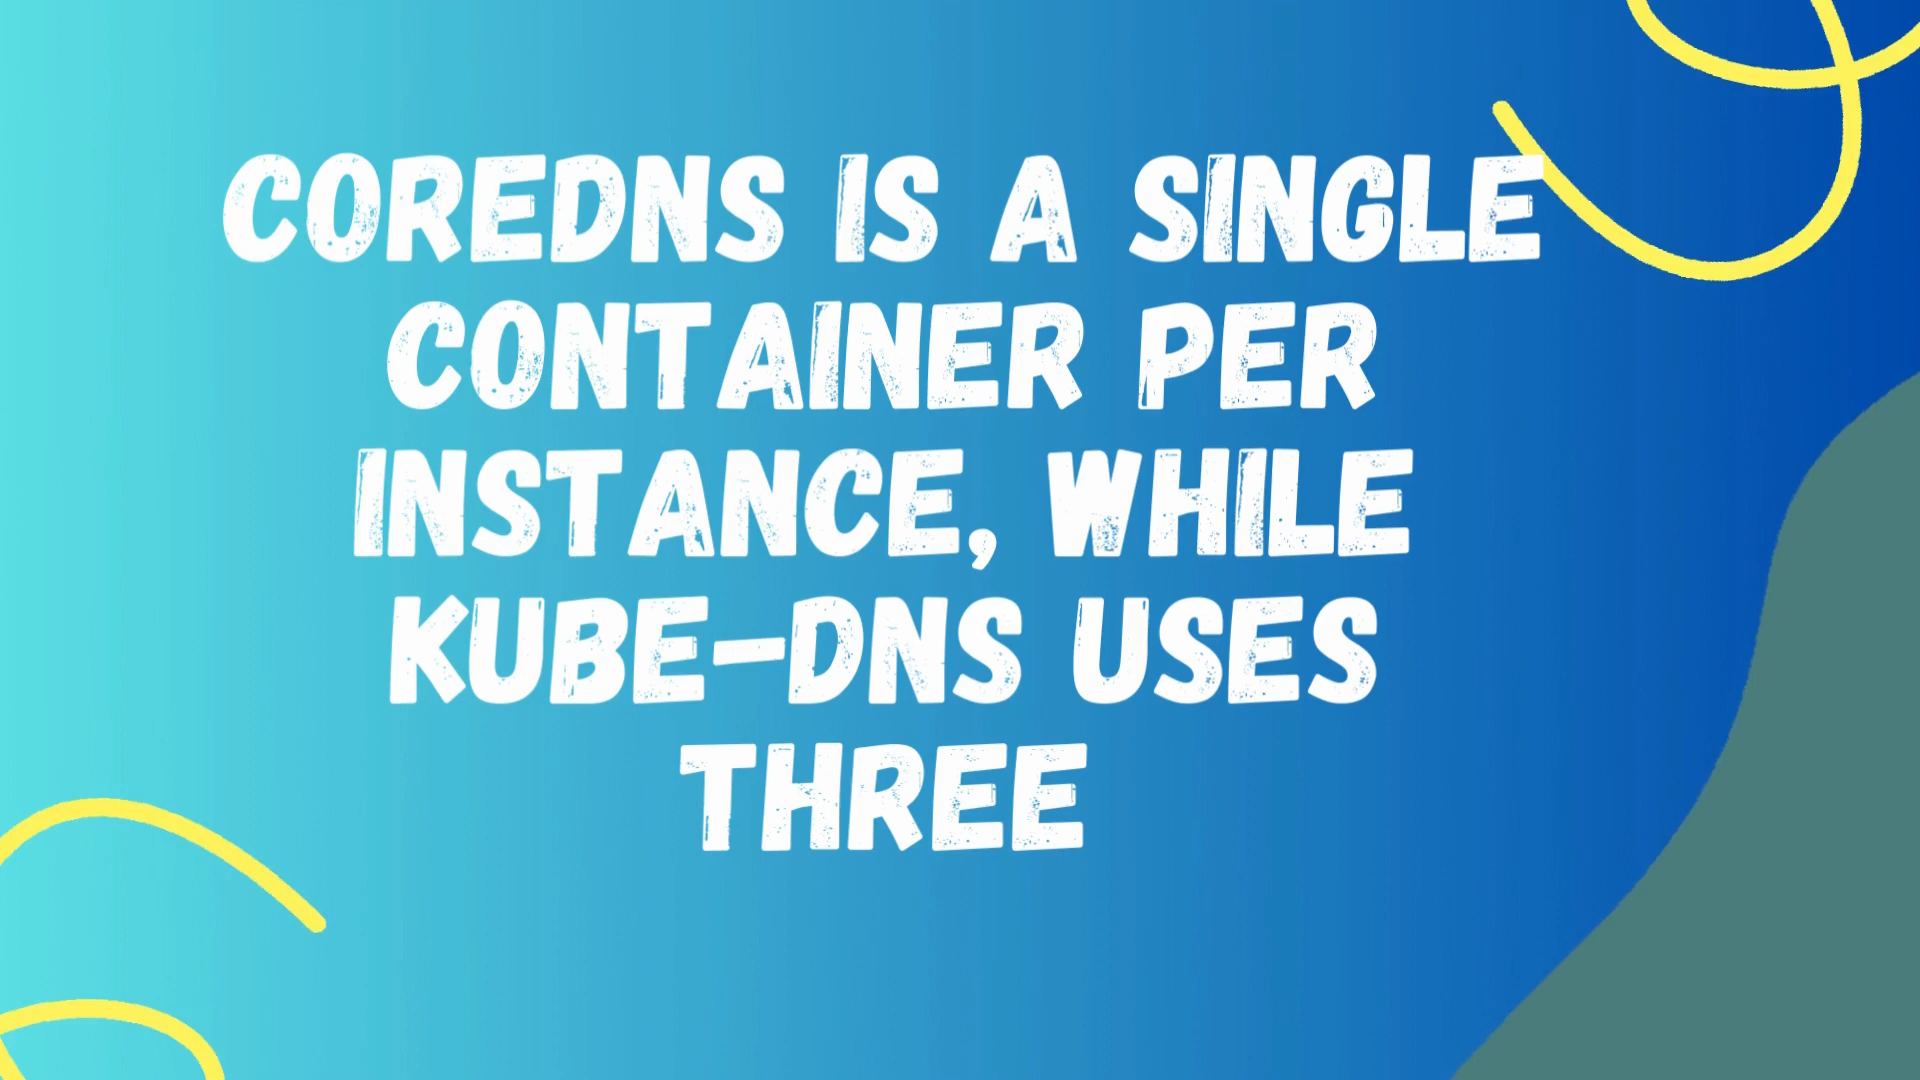 COREDNS IS A SINGLE
CONTAINER PER
INSTANCE, WHILE
KUBE-DNS USES
THREE